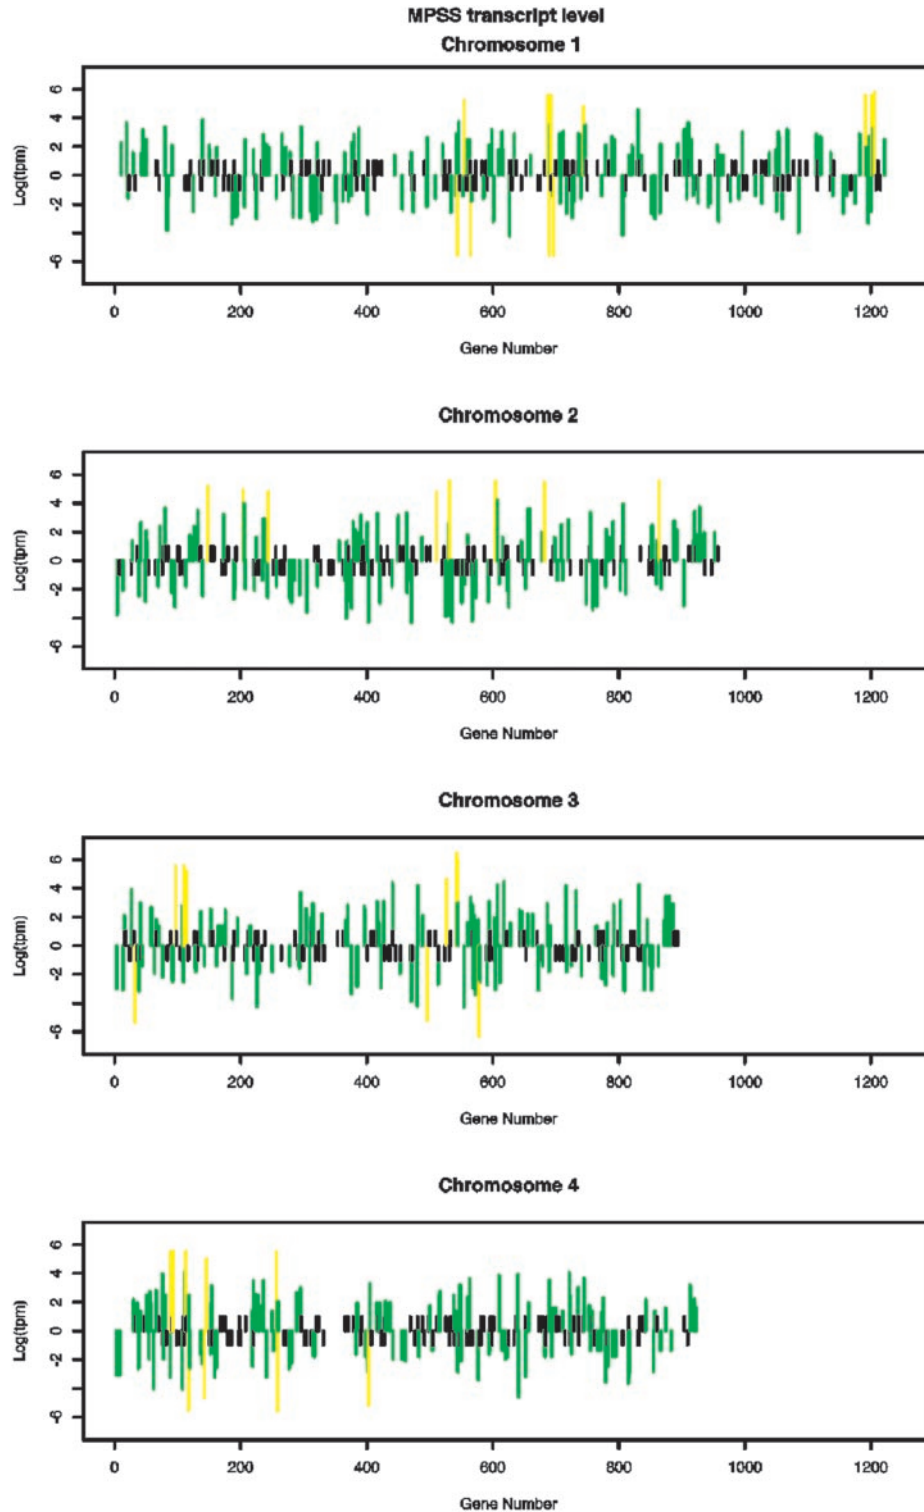 MPSS transcript level
Chromosome 1
Log(tpm)
6
4
2
0
-2
-6
0 200 400 600 800 1000 1200
Gene Number
Chromosome 2
Log(tpm)
6
4
2
0
-2
-6
0 200 400 600 800 1000 1200
Gene Number
Chromosome 3
Log(tpm)
6
4
2
0
-2
-6
0 200 400 600 800 1000 1200
Gene Number
Chromosome 4
Log(tpm)
6
4
2
0
-2
-6
0 200 400 600 800 1000 1200
Gene Number